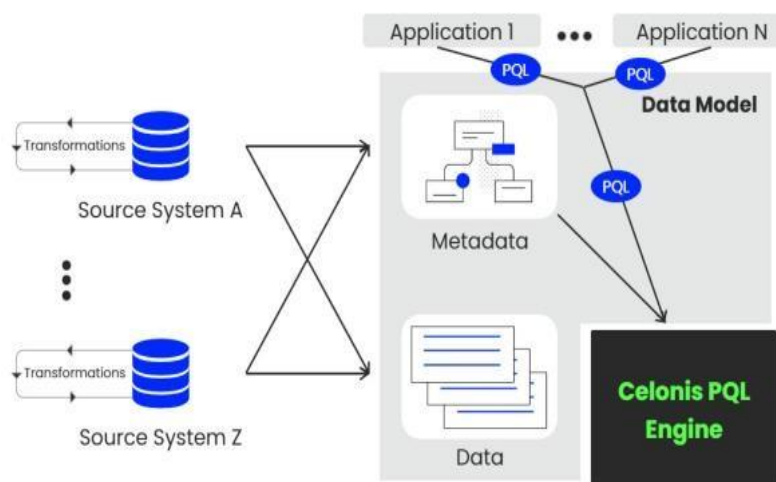 Application 1
Application N
PQL
PQL
Data Model
Transformations
Source System A
PQL
Metadata
Transformations
Source System Z
Data
Celonis PQL
Engine